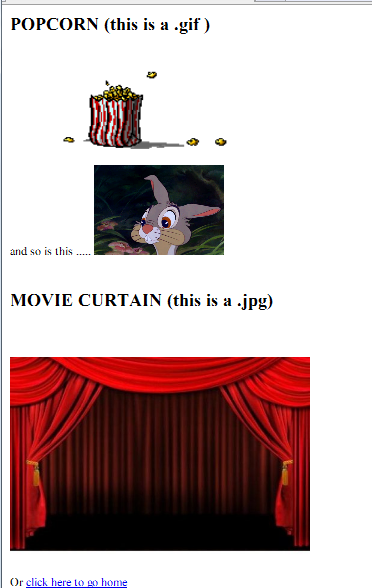 POPCORN (this is a .gif )
and so is this .....
MOVIE CURTAIN (this is a .jpg)
Or click here to go home